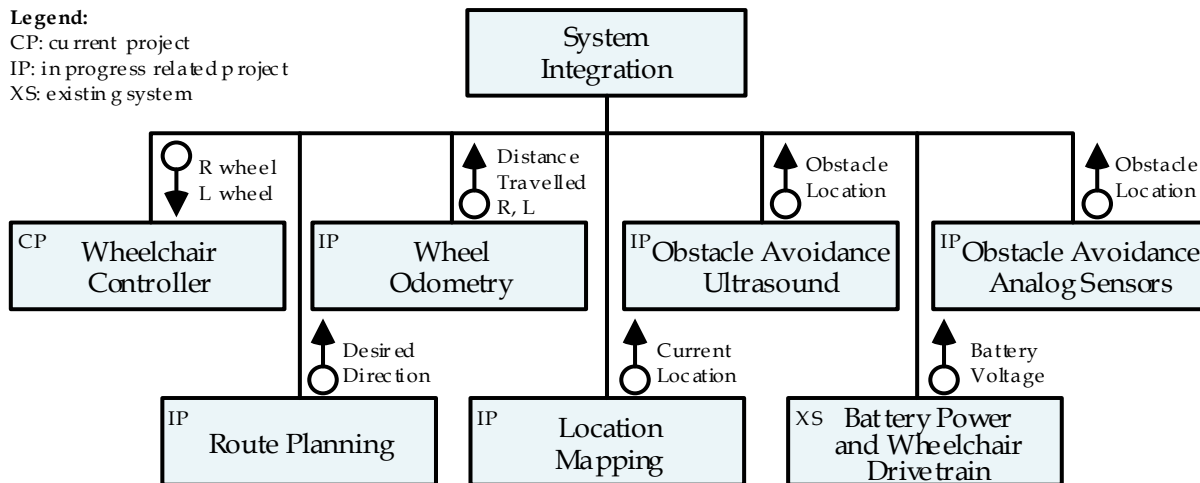 Legend:
CP: current project
IP: in progress related project
XS: existing system
System
Integration
R wheel
L wheel
Distance
Travelled
R, L
Obstacle
Location
Obstacle
Location
CP
Wheelchair
Controller
IP
Wheel
Odometry
IP
Obstacle Avoidance
Ultrasound
IP
Obstacle Avoidance
Analog Sensors
Desired
Direction
Current
Location
Battery
Voltage
IP
Route Planning
IP
Location
Mapping
XS
Battery Power
and Wheelchair
Drivetrain